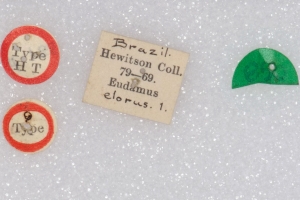 Type
H T
Type
Brazil.
Hewitson Coll.
79—69.
Eudamus
elorus. 1.